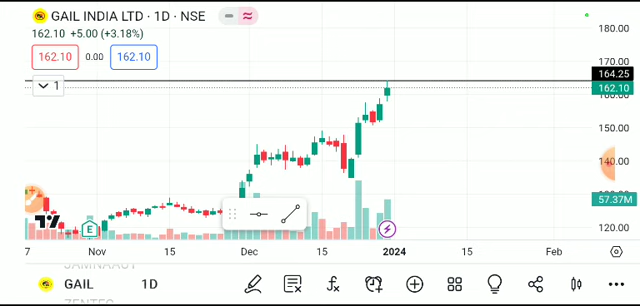 GAIL INDIA LTD · 1D · NSE
162.10 +5.00 (+3.18%)
162.10 0.00 162.10
1
180.00
170.00
164.25
162.10
150.00
140.00
57.37M
120.00
E
7 Nov 15 Dec 15 2024 15 Feb
GAIL 1D